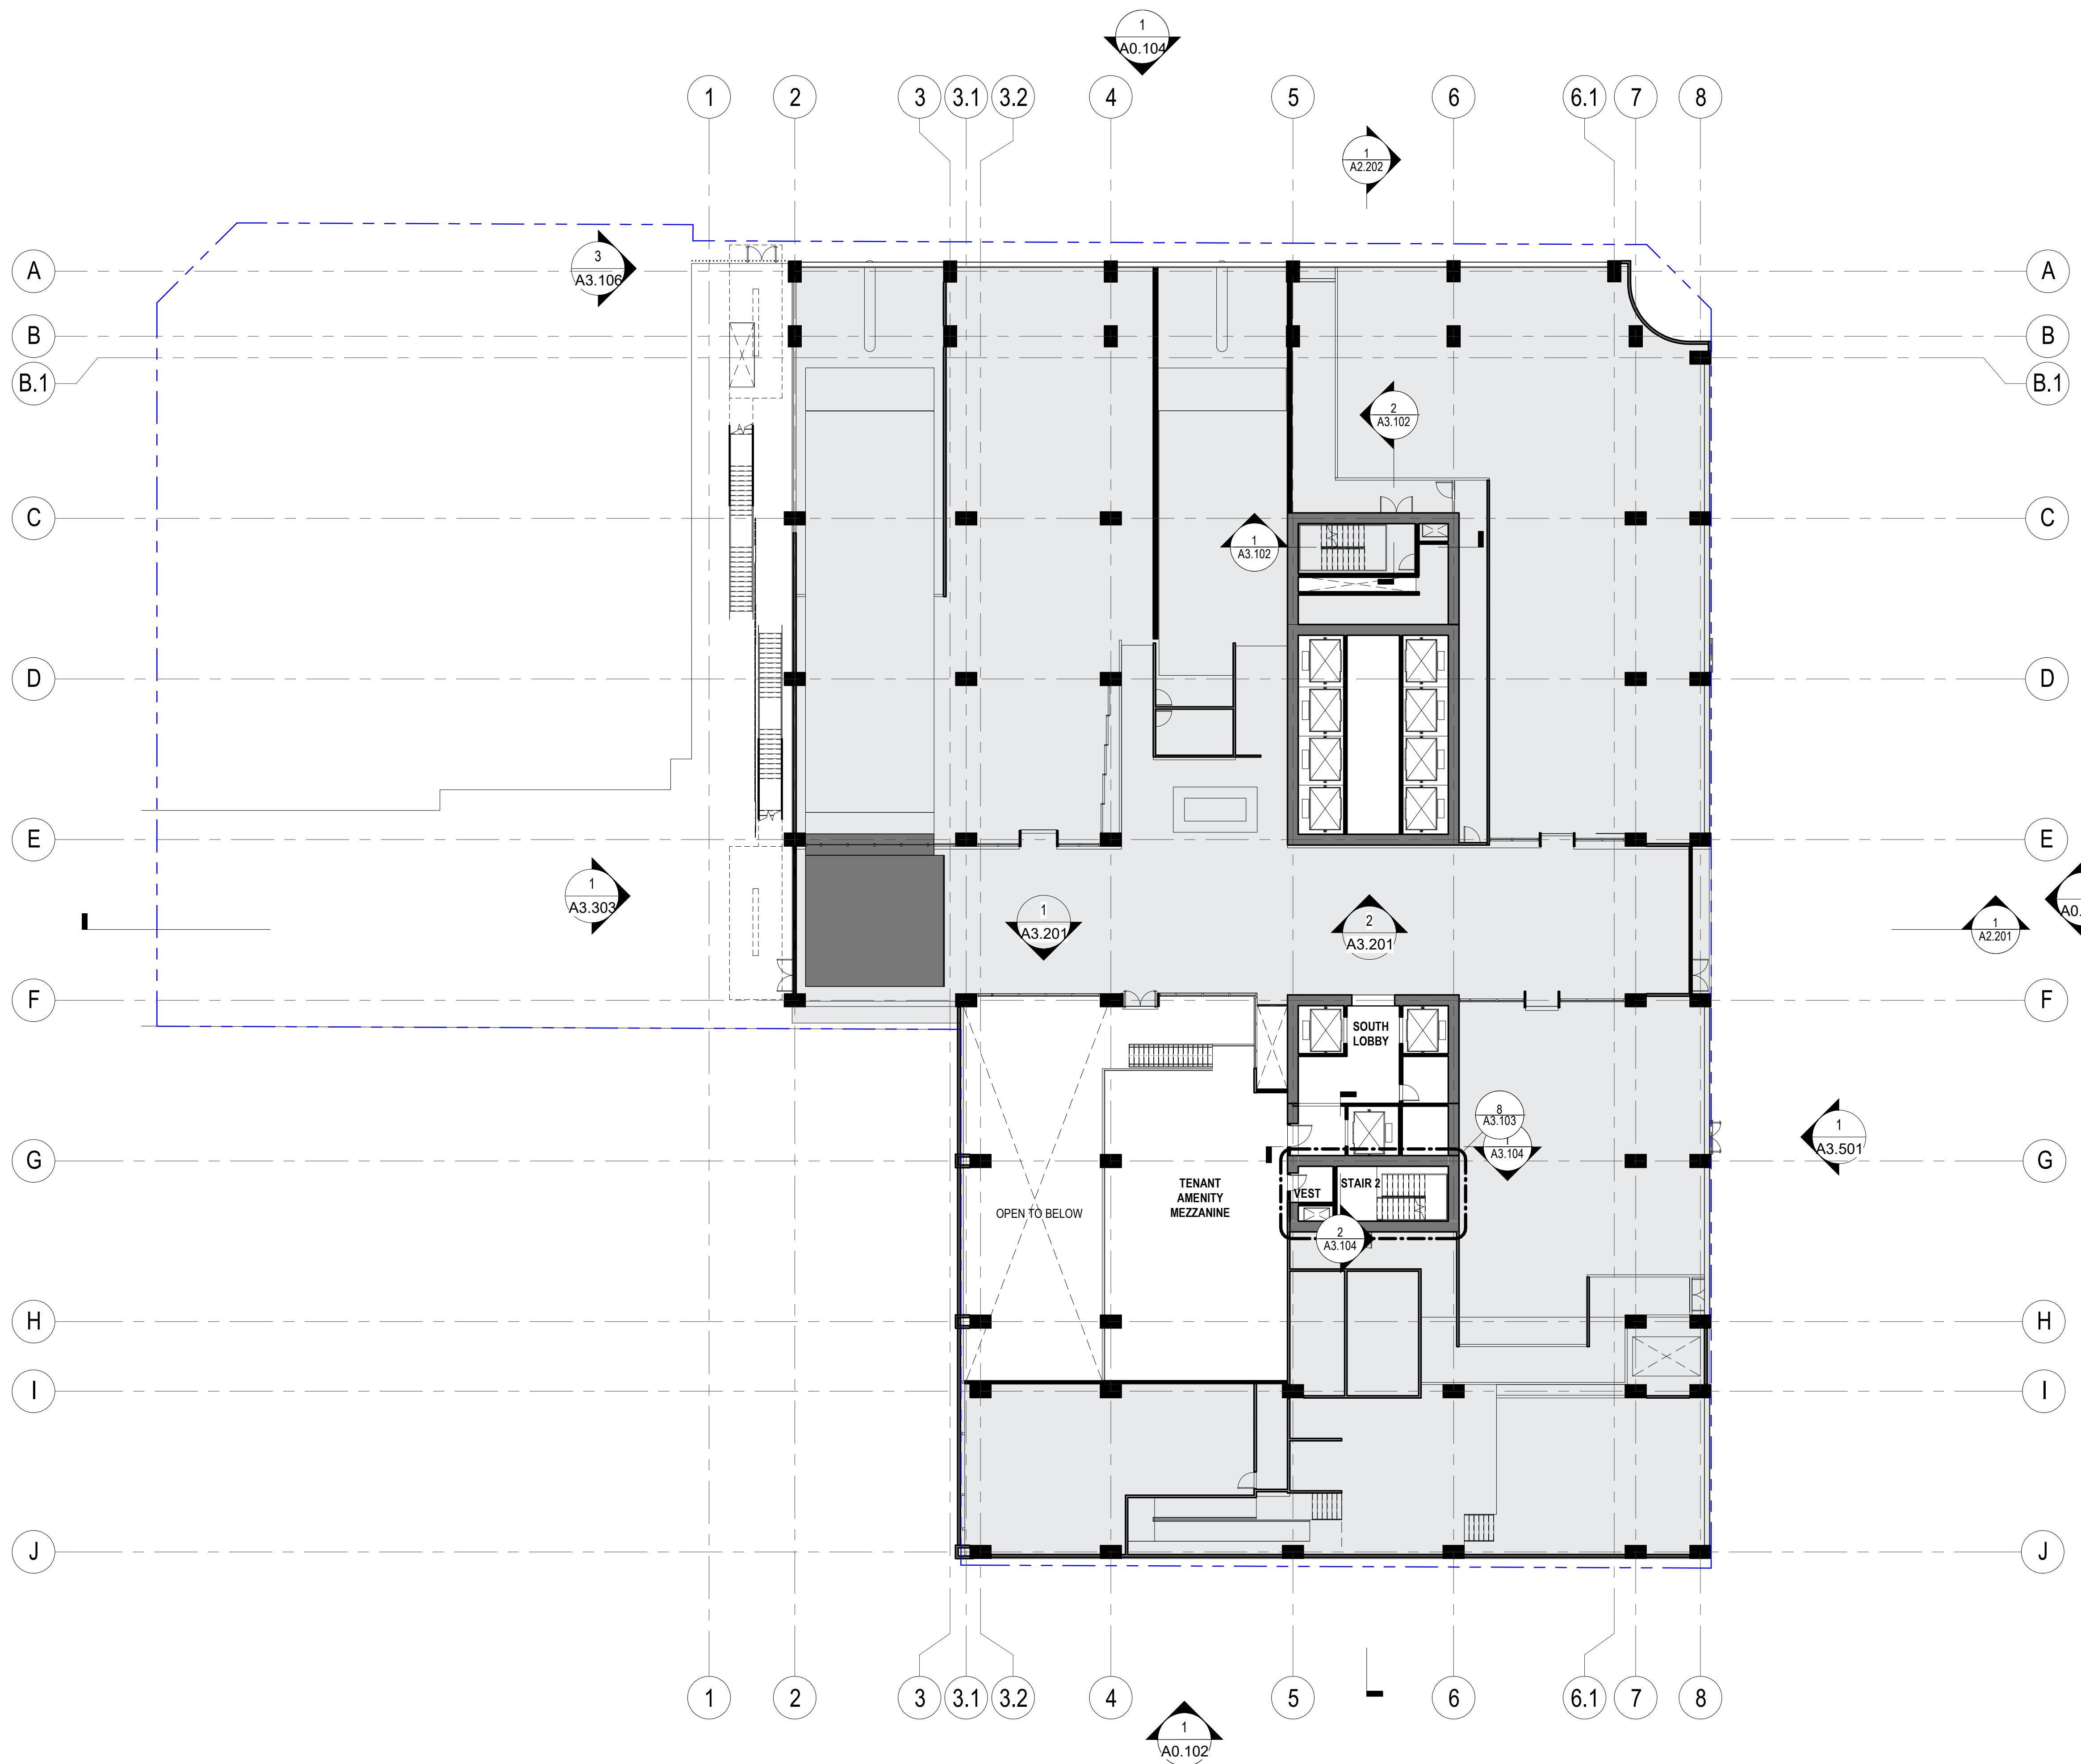 1
A0.104
1
2
3
3.1
3.2
4
5
6
6.1
7
8
1
A2.202
A
3
A3.106
A
B
B
B.1
B.1
2
A3.102
C
C
1
A3.102
D
D
E
E
1
A3.303
1
A3.201
2
A3.201
1
A2.201
A0.
F
F
SOUTH
LOBBY
8
A3.103
1
A3.104
1
A3.501
G
G
TENANT
AMENITY
MEZZANINE
VEST
STAIR 2
OPEN TO BELOW
2
A3.104
H
H
I
I
J
J
1
2
3
3.1
3.2
4
5
6
6.1
7
8
1
A0.102